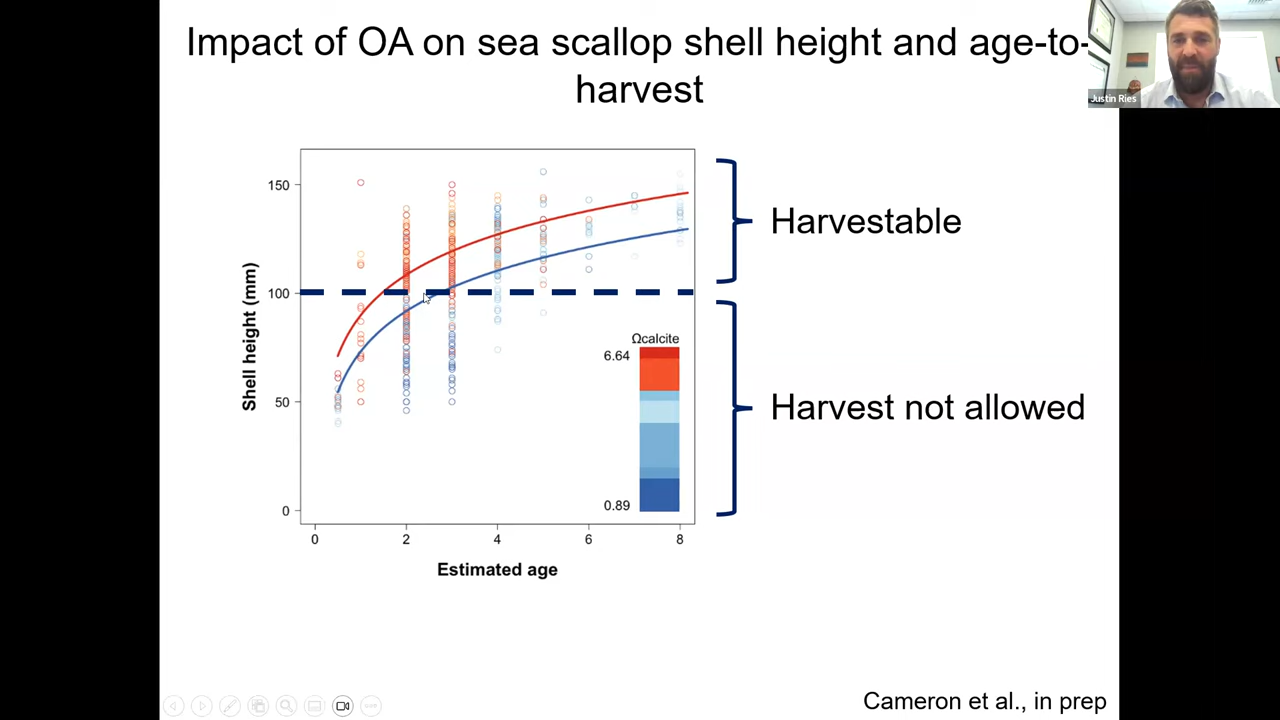 Impact of OA on sea scallop shell height and age-to-
harvest
Justin Ries
150
100
50
0
Shell height (mm)
0 2 4 6 8
Estimated age
Ωcalcite
6.64
0.89
Harvestable
Harvest not allowed
Cameron et al., in prep